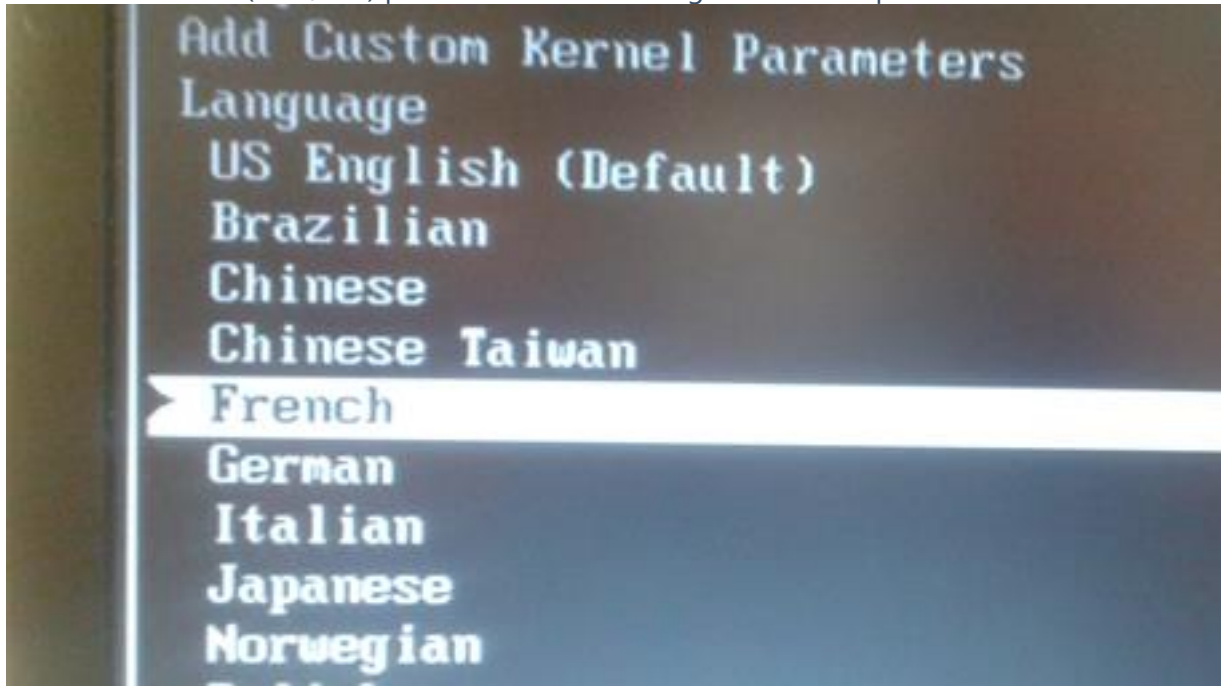 Add Custom Kernel Parameters
Language
US English (Default)
Brazilian
Chinese
Chinese Taiwan
French
German
Italian
Japanese
Norwegian